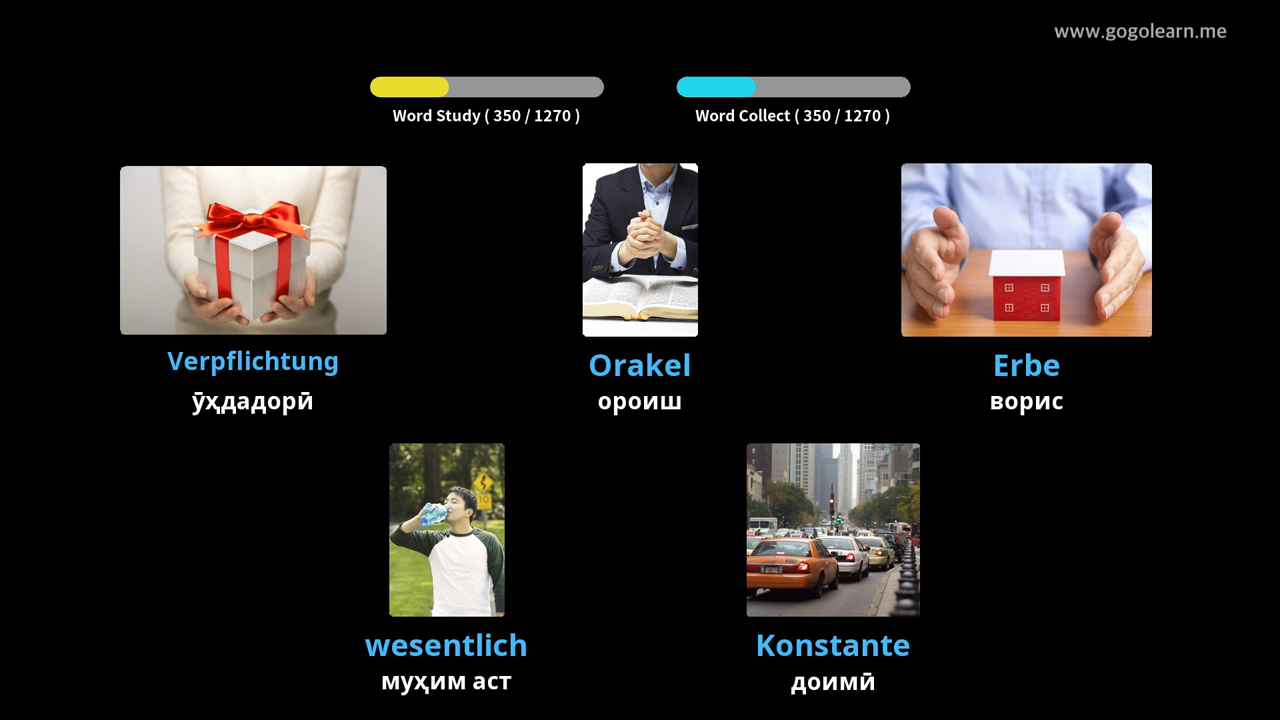 www.gogolearn.me
Word Study ( 350 / 1270 )
Word Collect ( 350 / 1270 )
Verpflichtung
ӯҳдадорӣ
Orakel
ороиш
Erbe
ворис
wesentlich
муҳим аст
Konstante
доимӣ